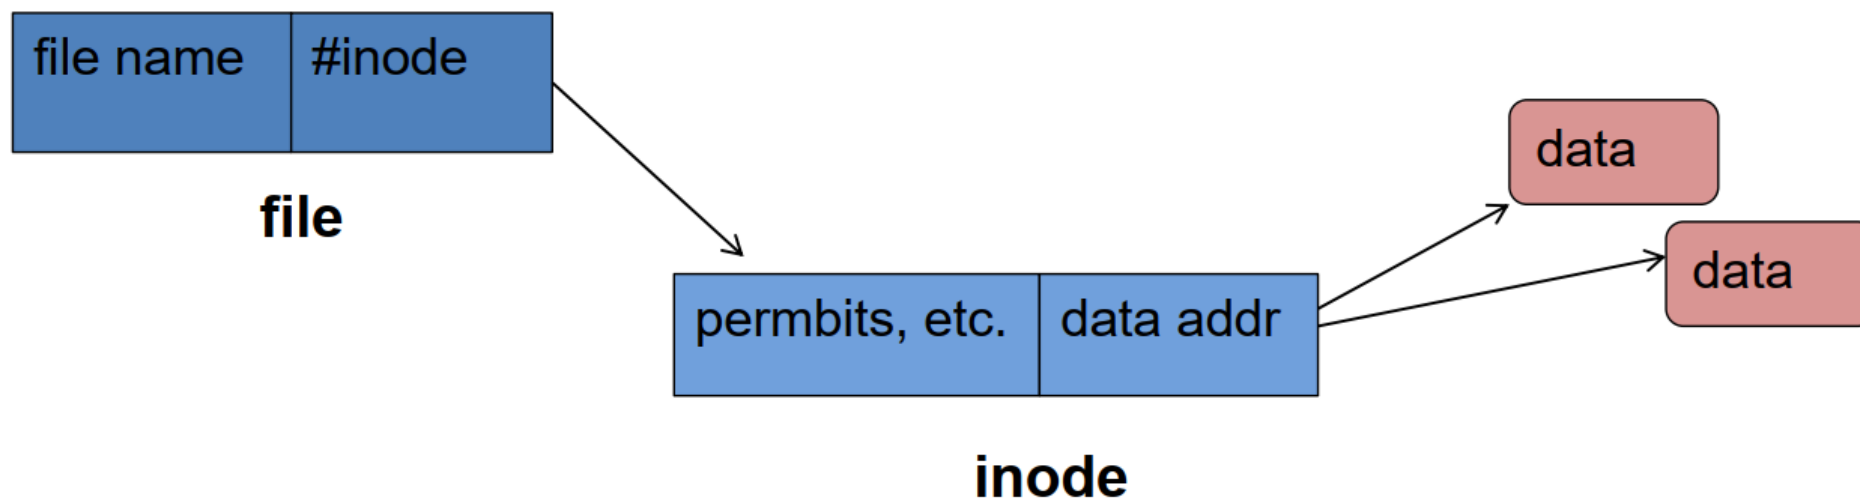 file name
#inode
file
data
data
permbits, etc.
data addr
inode